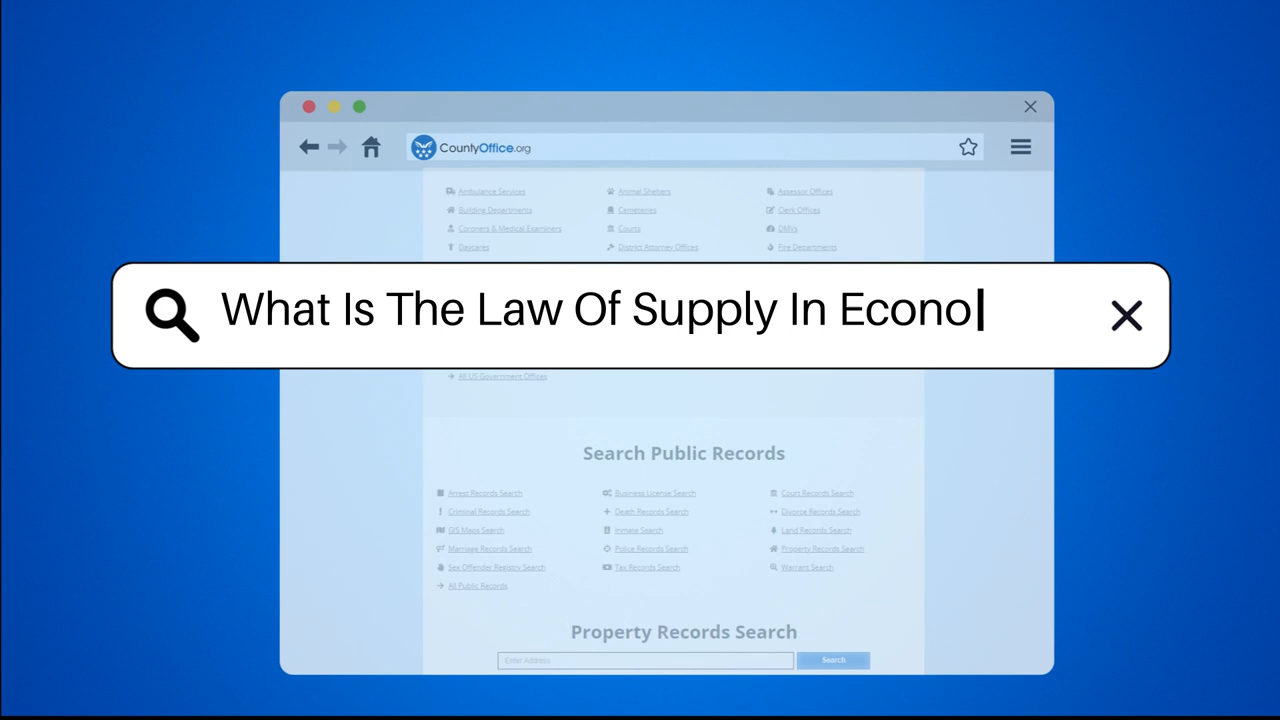 CountyOffice.org
Ambulance Services Animal Shelters Assessor Offices
Building Departments Cemeteries Clerk Offices
Coroners & Medical Examiners Courts DMVs
Daycares District Attorney Offices Fire Departments
What Is The Law Of Supply In Econo
All US Government Offices
Search Public Records
Arrest Records Search Business License Search Court Records Search
Criminal Records Search Death Records Search Divorce Records Search
GIS Maps Search Inmate Search Land Records Search
Marriage Records Search Police Records Search Property Records Search
Sex Offender Registry Search Tax Records Search Warrant Search
All Public Records
Property Records Search
Enter Address Search